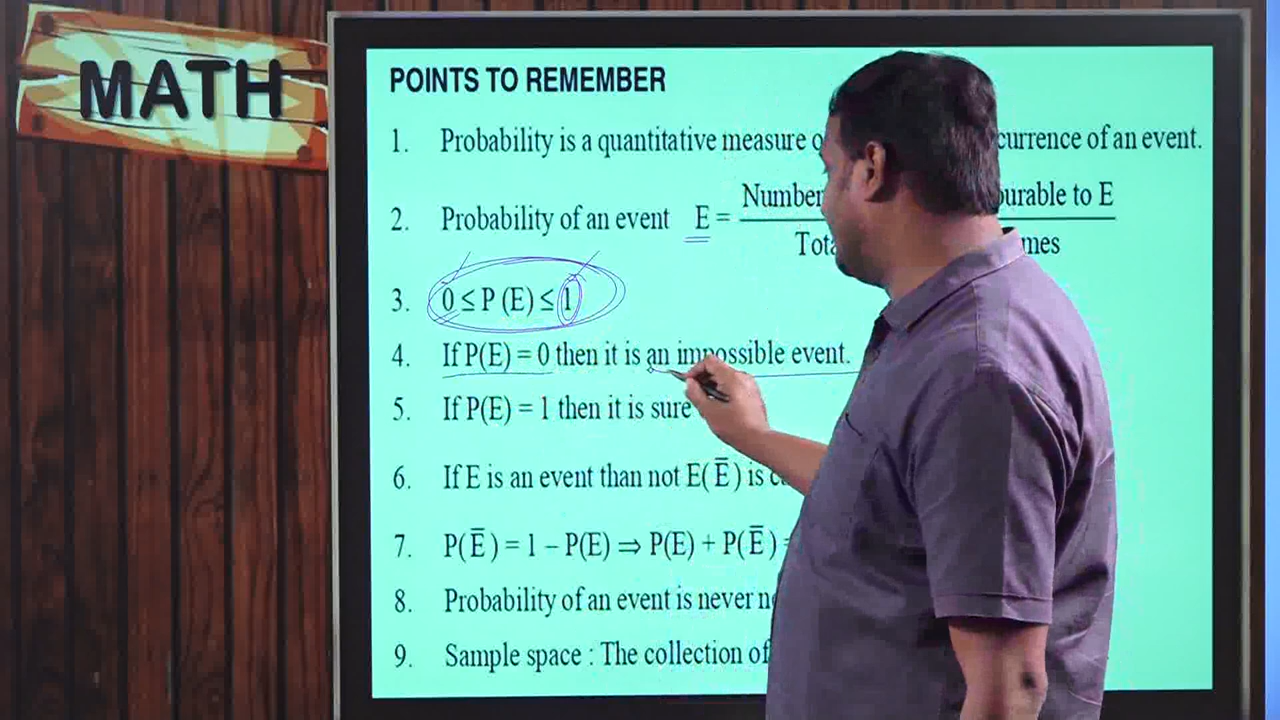 MATH
POINTS TO REMEMBER
1. Probability is a quantitative measure currence of an event.
2. Probability of an event E = Number ourable to E
Tota mes
3. 0 ≤ P (E) ≤ 1
4. If P(E) = 0 then it is an impossible event.
5. If P(E) = 1 then it is sure
6. If E is an event than not E(E̅) is
7. P(E̅) = 1 – P(E) ⇒ P(E) + P(E̅)
8. Probability of an event is never
9. Sample space : The collection of